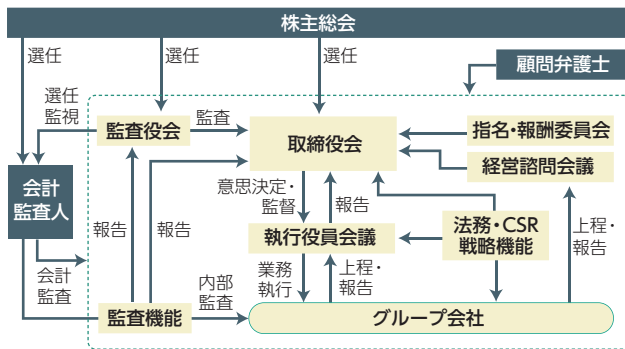 株主総会
選任
選任
選任
顧問弁護士
選任
監視
監査役会
監査
取締役会
指名・報酬委員会
経営諮問会議
会計
監査人
意思決定・
監督
報告
報告
報告
執行役員会議
法務・CSR
戦略機能
上程・
報告
会計
監査
内部
監査
業務
執行
上程・
報告
監査機能
グループ会社